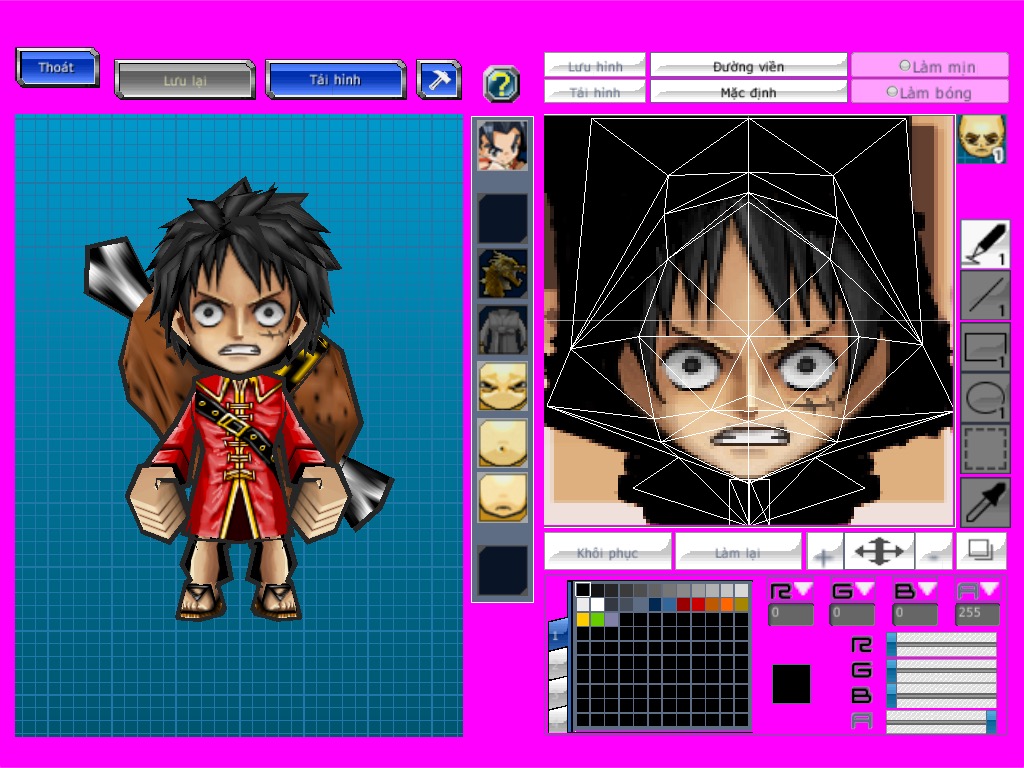 Thoát
Lưu lại
Tải hình
?
Lưu hình
Đường viền
Làm mịn
Tải hình
Mặc định
Làm bóng
1
1
1
1
1
Khôi phục
Làm lại
+
-
R G B A
0 0 0 255
1
R
G
B
A